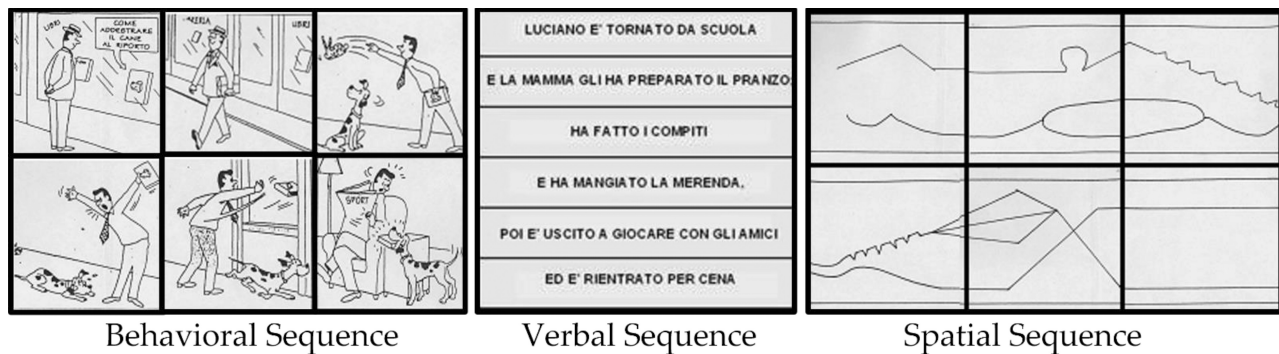 LIBRI
COME
ADDESTRARE
IL CANE
AL RIPORTO
LIBRI
SPORT
LUCIANO E' TORNATO DA SCUOLA
E LA MAMMA GLI HA PREPARATO IL PRANZO;
HA FATTO I COMPITI
E HA MANGIATO LA MERENDA,
POI E' USCITO A GIOCARE CON GLI AMICI
ED E' RIENTRATO PER CENA
Behavioral Sequence
Verbal Sequence
Spatial Sequence